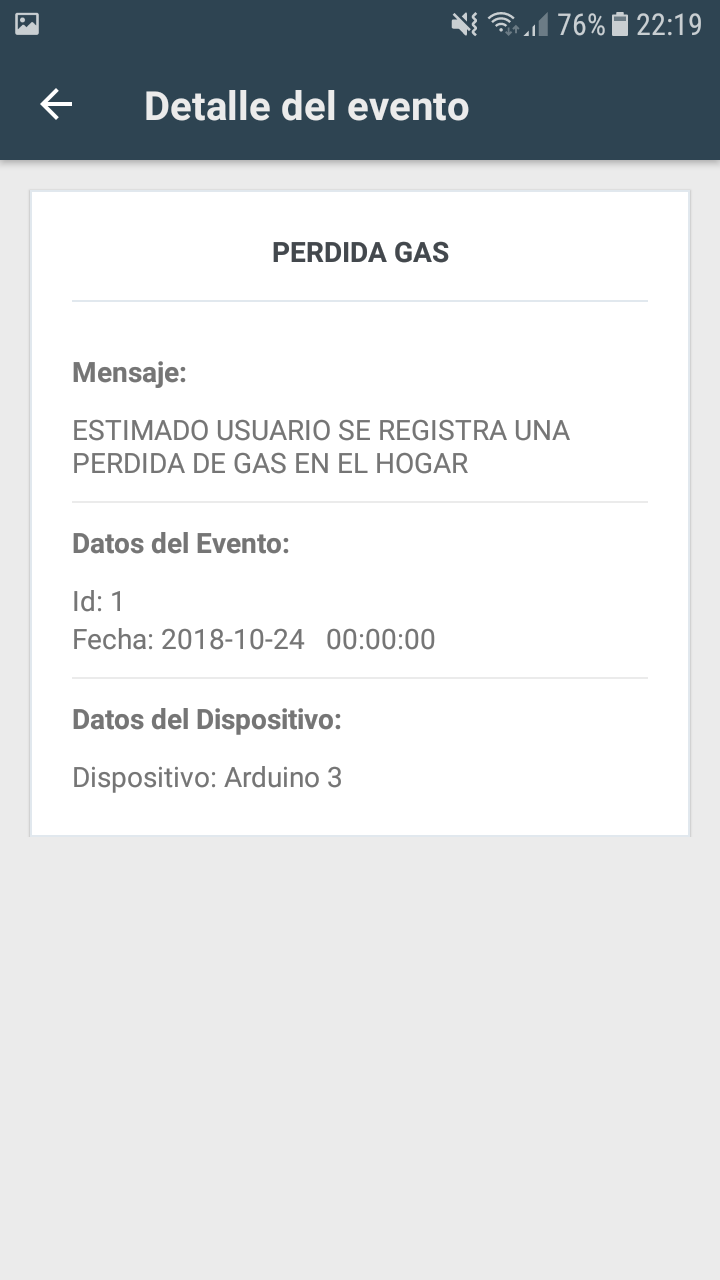 76% 22:19
Detalle del evento
PERDIDA GAS
Mensaje:
ESTIMADO USUARIO SE REGISTRA UNA
PERDIDA DE GAS EN EL HOGAR
Datos del Evento:
Id: 1
Fecha: 2018-10-24 00:00:00
Datos del Dispositivo:
Dispositivo: Arduino 3